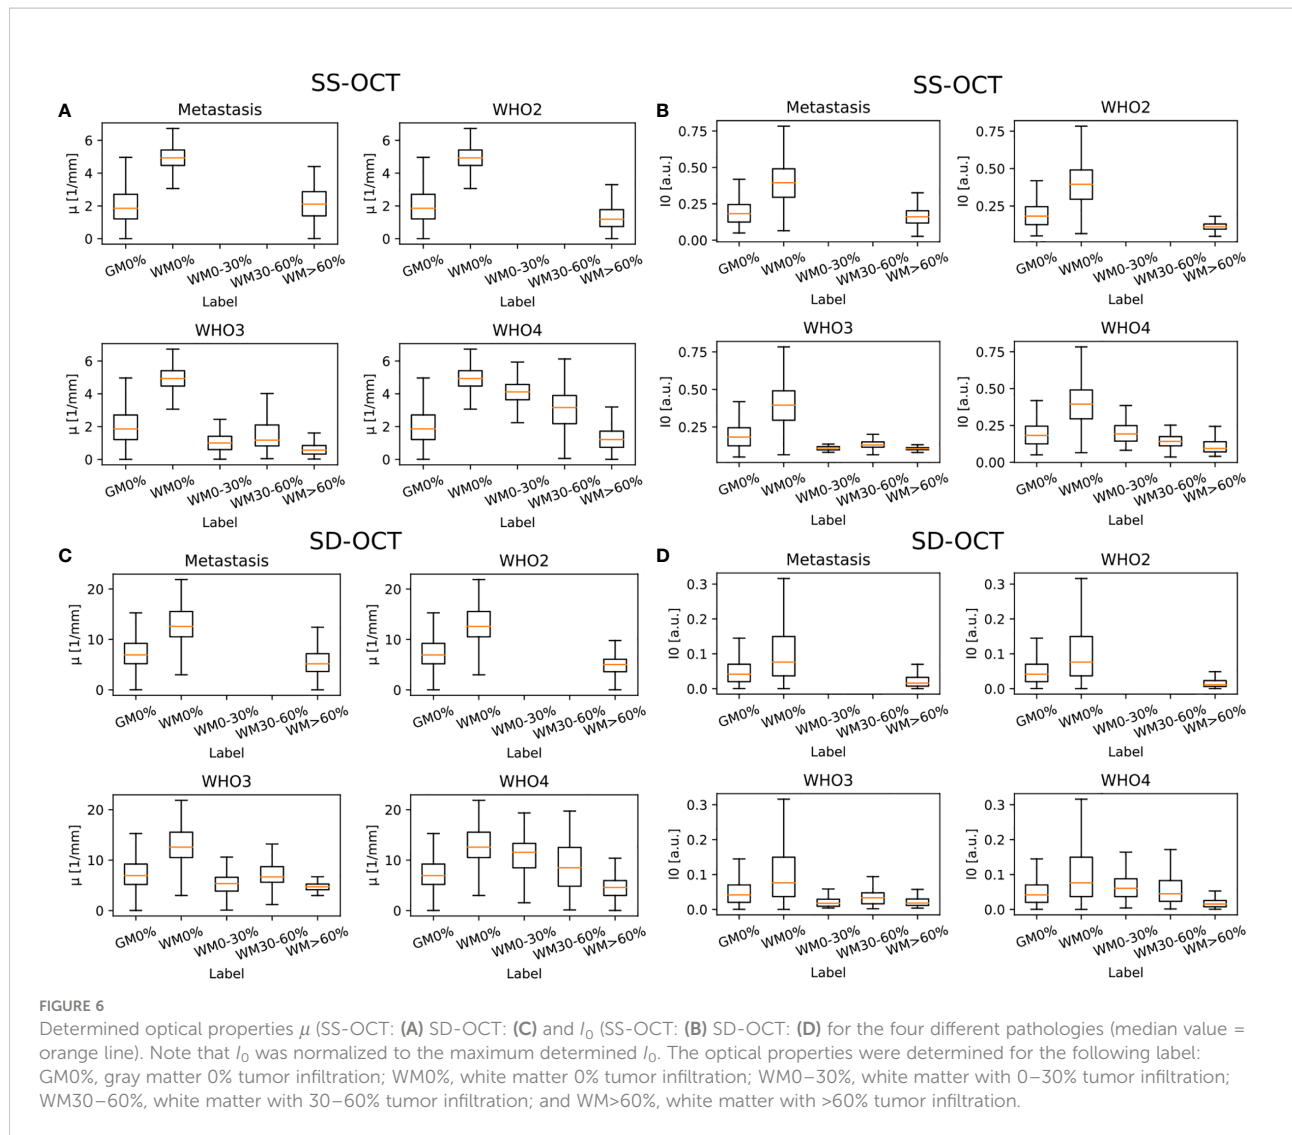 SS-OCT
A
Metastasis
μ [1/mm]
6
4
2
0
GM0%
WM0%
WM0-30%
WM30-60%
WM>60%
Label
WHO2
6
4
2
0
μ [1/mm]
GM0%
WM0%
WM0-30%
WM30-60%
WM>60%
Label
WHO3
6
4
2
0
μ [1/mm]
GM0%
WM0%
WM0-30%
WM30-60%
WM>60%
Label
WHO4
6
4
2
0
μ [1/mm]
GM0%
WM0%
WM0-30%
WM30-60%
WM>60%
Label
SS-OCT
B
Metastasis
0.75
0.50
0.25
0.00
I0 [a.u.]
GM0%
WM0%
WM0-30%
WM30-60%
WM>60%
Label
WHO2
0.75
0.50
0.25
I0 [a.u.]
GM0%
WM0%
WM0-30%
WM30-60%
WM>60%
Label
WHO3
0.75
0.50
0.25
I0 [a.u.]
GM0%
WM0%
WM0-30%
WM30-60%
WM>60%
Label
WHO4
0.75
0.50
0.25
0.00
I0 [a.u.]
GM0%
WM0%
WM0-30%
WM30-60%
WM>60%
Label
SD-OCT
C
Metastasis
20
10
0
μ [1/mm]
GM0%
WM0%
WM0-30%
WM30-60%
WM>60%
Label
WHO2
20
10
0
μ [1/mm]
GM0%
WM0%
WM0-30%
WM30-60%
WM>60%
Label
WHO3
20
10
0
μ [1/mm]
GM0%
WM0%
WM0-30%
WM30-60%
WM>60%
Label
WHO4
20
10
0
μ [1/mm]
GM0%
WM0%
WM0-30%
WM30-60%
WM>60%
Label
SD-OCT
D
Metastasis
0.3
0.2
0.1
0.0
I0 [a.u.]
GM0%
WM0%
WM0-30%
WM30-60%
WM>60%
Label
WHO2
0.3
0.2
0.1
0.0
I0 [a.u.]
GM0%
WM0%
WM0-30%
WM30-60%
WM>60%
Label
WHO3
0.3
0.2
0.1
0.0
I0 [a.u.]
GM0%
WM0%
WM0-30%
WM30-60%
WM>60%
Label
WHO4
0.3
0.2
0.1
0.0
I0 [a.u.]
GM0%
WM0%
WM0-30%
WM30-60%
WM>60%
Label
FIGURE 6
Determined optical properties μ (SS-OCT: (A) SD-OCT: (C) and I0 (SS-OCT: (B) SD-OCT: (D) for the four different pathologies (median value =
orange line). Note that I0 was normalized to the maximum determined I0. The optical properties were determined for the following label:
GM0%, gray matter 0% tumor infiltration; WM0%, white matter 0% tumor infiltration; WM0–30%, white matter with 0–30% tumor infiltration;
WM30–60%, white matter with 30–60% tumor infiltration; and WM>60%, white matter with >60% tumor infiltration.